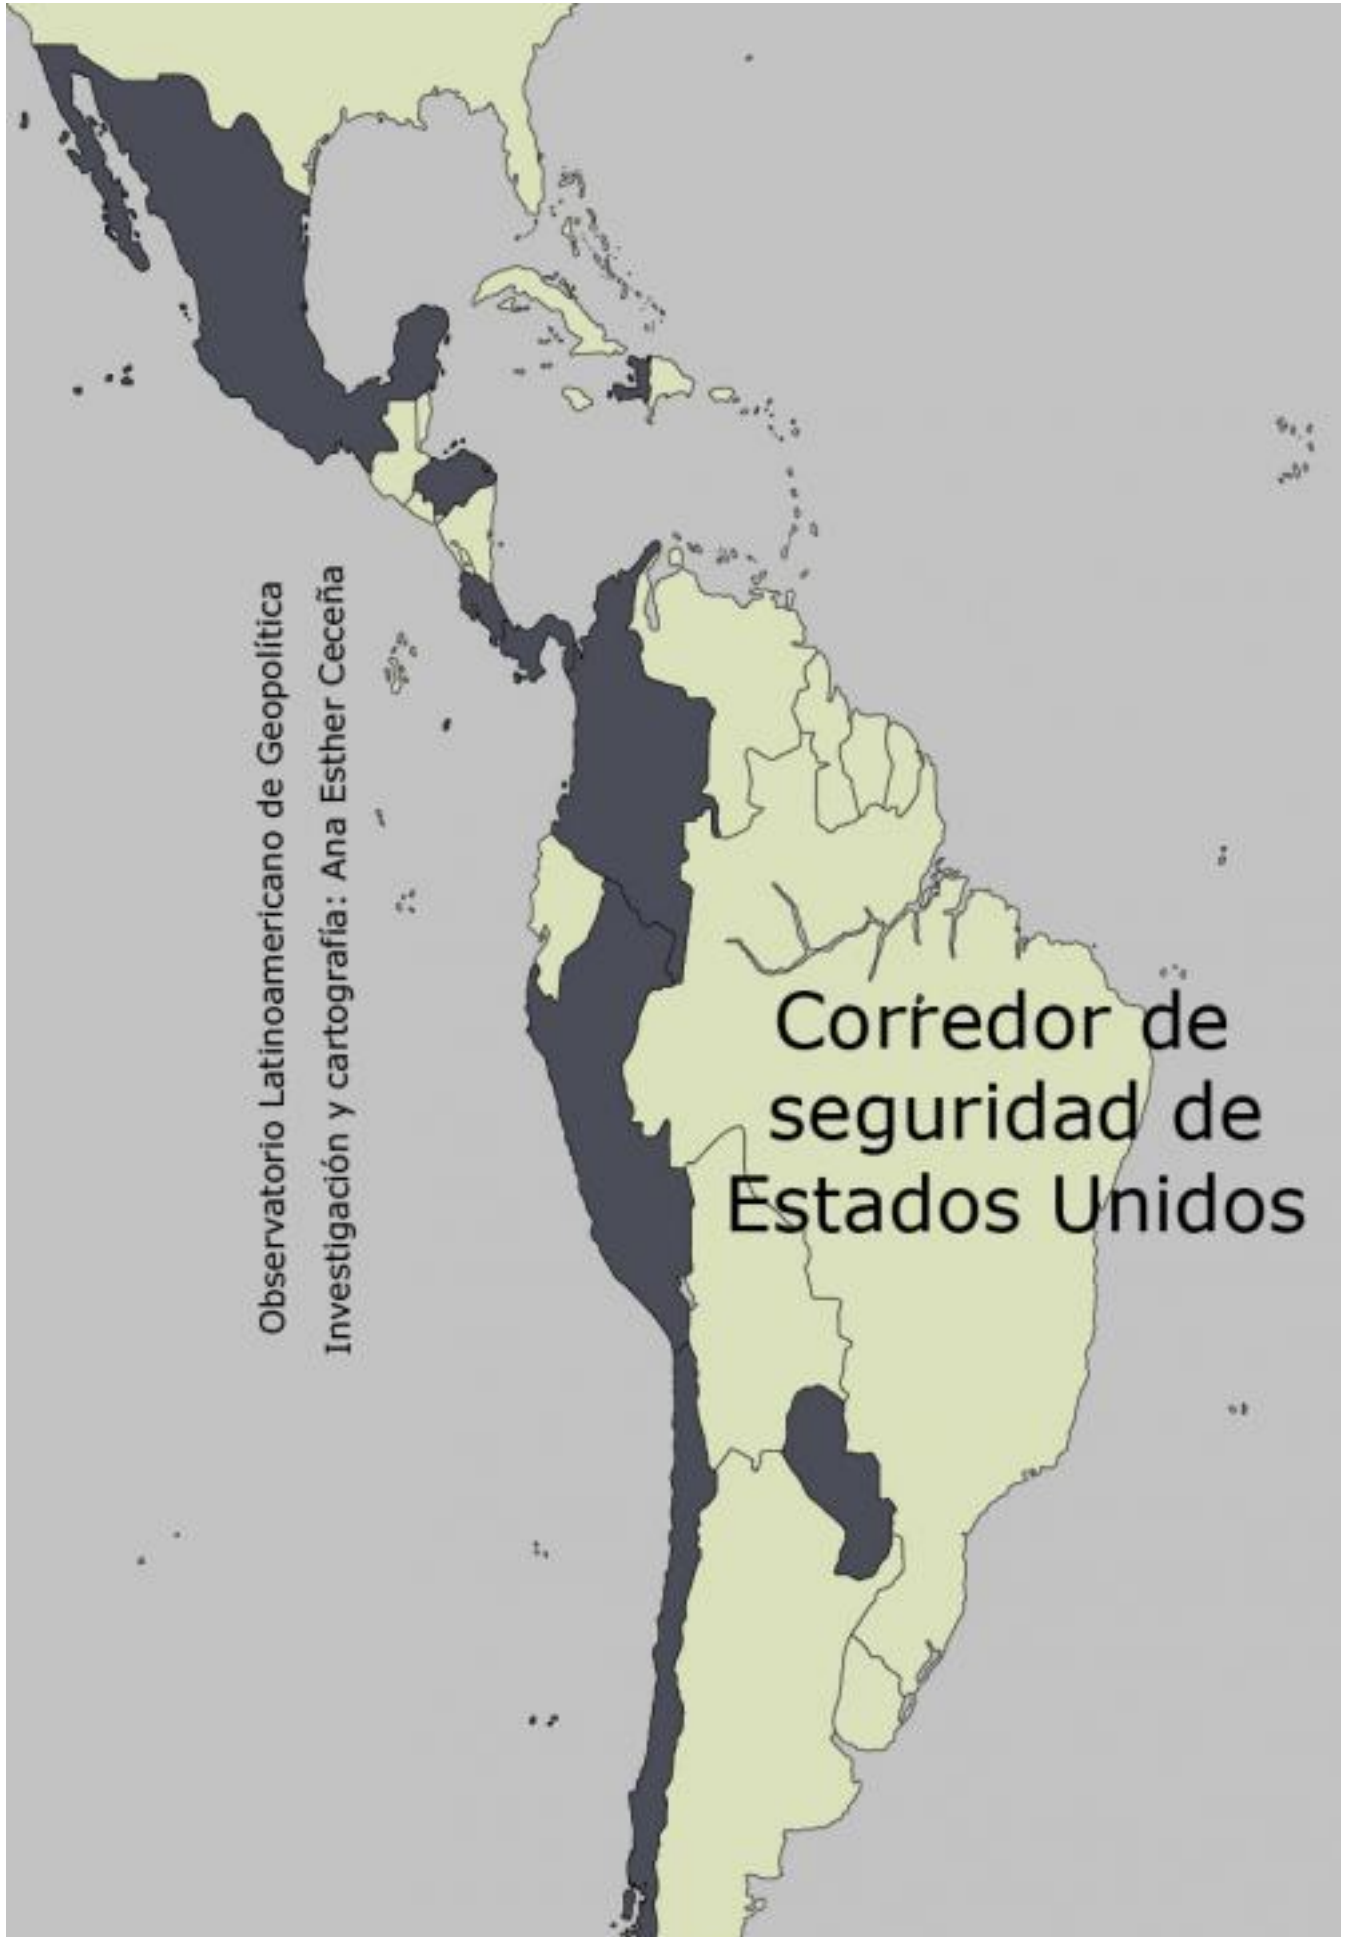 Observatorio Latinoamericano de Geopolítica
Investigación y cartografía: Ana Esther Ceceña
Corredor de
seguridad de
Estados Unidos